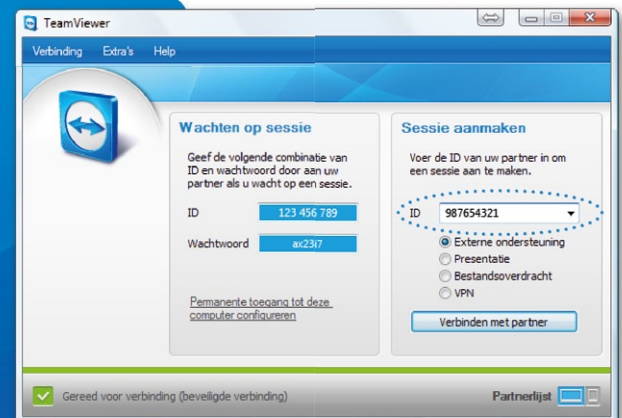 TeamViewer
Verbinding Extra's Help
Wachten op sessie
Geef de volgende combinatie van
ID en wachtwoord door aan uw
partner als u wacht op een sessie.
ID 123 456 789
Wachtwoord ax23i7
Permanente toegang tot deze
computer configureren
Sessie aanmaken
Voer de ID van uw partner in om
een sessie aan te maken.
ID 987654321
Externe ondersteuning
Presentatie
Bestandsoverdracht
VPN
Verbinden met partner
Gereed voor verbinding (beveiligde verbinding)
Partnerlijst